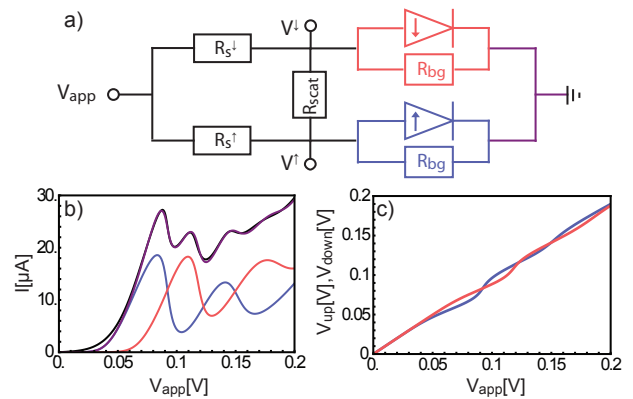 a)
V↓
Rs↓
↓
Rbg
Vapp
Rscat
Rs↑
V↑
↑
Rbg
b)
30
20
10
0
I[µA]
0. 0.05 0.1 0.15 0.2
Vapp[V]
c)
0.2
0.15
0.1
0.05
0.
Vup[V],Vdown[V]
0. 0.05 0.1 0.15 0.2
Vapp[V]